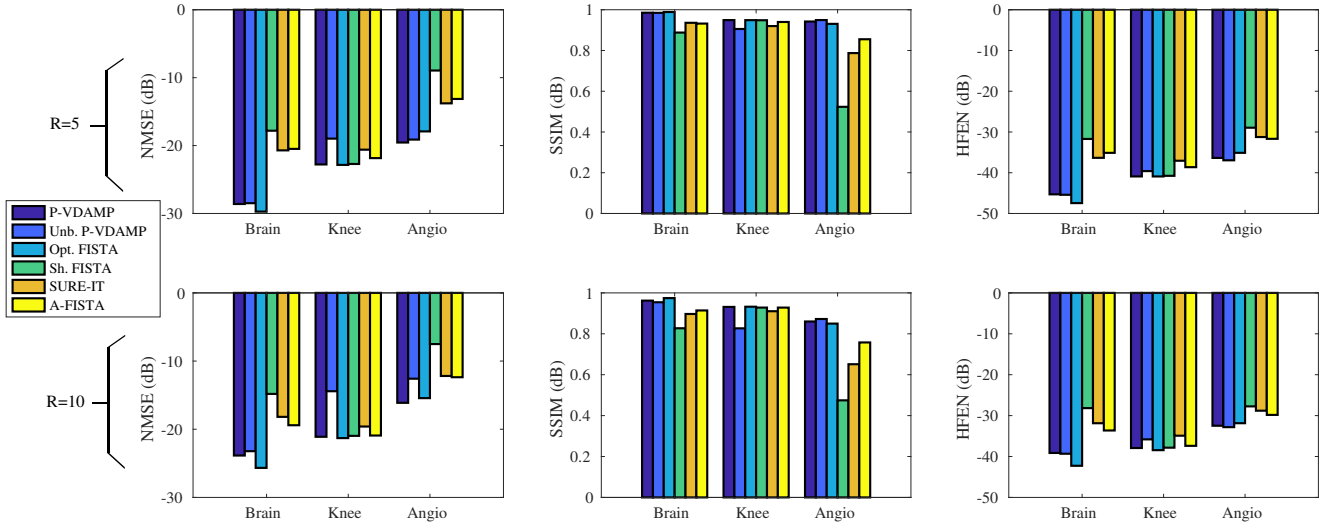 R=5
P-VDAMP
Unb. P-VDAMP
Opt. FISTA
Sh. FISTA
SURE-IT
A-FISTA
R=10
NMSE (dB)
0
-10
-20
-30
Brain Knee Angio
SSIM (dB)
1
0.8
0.6
0.4
0.2
0
Brain Knee Angio
HFEN (dB)
0
-10
-20
-30
-40
-50
Brain Knee Angio
NMSE (dB)
0
-10
-20
-30
Brain Knee Angio
SSIM (dB)
1
0.8
0.6
0.4
0.2
0
Brain Knee Angio
HFEN (dB)
0
-10
-20
-30
-40
-50
Brain Knee Angio